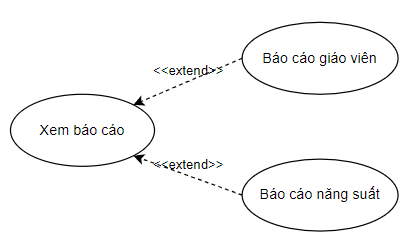 Báo cáo giáo viên
<<extend>>
Xem báo cáo
<<extend>>
Báo cáo năng suất